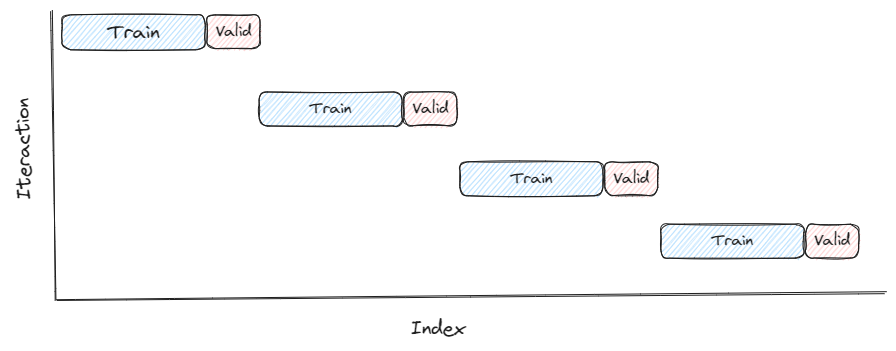 Train Valid
Train Valid
Train Valid
Train Valid
Iteraction
Index